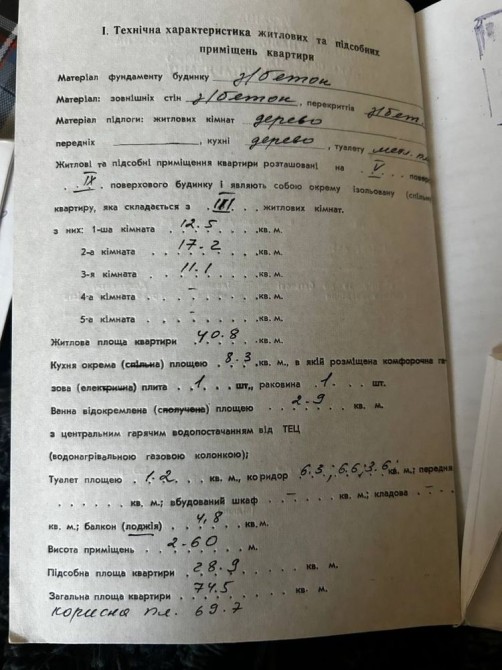 І. Технічна характеристика житлових та підсобних
приміщень квартири
Матеріал фундаменту будинку з/бетон
Матеріал: зовнішніх стін з/бетон, перекриттів з/бет.
Матеріал підлоги: житлових кімнат дерево
передніх , кухні дерево, туалету
Житлові та підсобні приміщення квартири розташовані на V
ІХ поверхового будинку і являють собою окрему ізольовану
квартиру, яка складається з ІІІ житлових кімнат.
з них: 1-ша кімната 12.5 кв. м.
2-а кімната 17.2 кв. м.
3-я кімната 11.1 кв. м.
4-а кімната - кв. м.
5-а кімната - кв. м.
Житлова площа квартири 40.8 кв. м.
Кухня окрема (спільна) площею 8.3 кв. м., в якій розміщена комфорочна га-
зова (електрична) плита 1 шт., раковина 1 шт.
Ванна відокремлена (сполучена) площею 2.9 кв. м.
з центральним гарячим водопостачанням від ТЕЦ
(водонагрівальною газовою колонкою);
Туалет площею 1.2 кв. м., коридор 6.3; 6.6; 3.6; кв. м.; передня
кв. м.; вбудований шкаф - кв. м.; кладова -
кв. м.; Балкон (лоджія) 4,8 кв. м.
Висота приміщень 2.60 м.
Підсобна площа квартири 28.9 кв. м.
Загальна площа квартири 74.5 кв. м.
корисна пл. 69.7